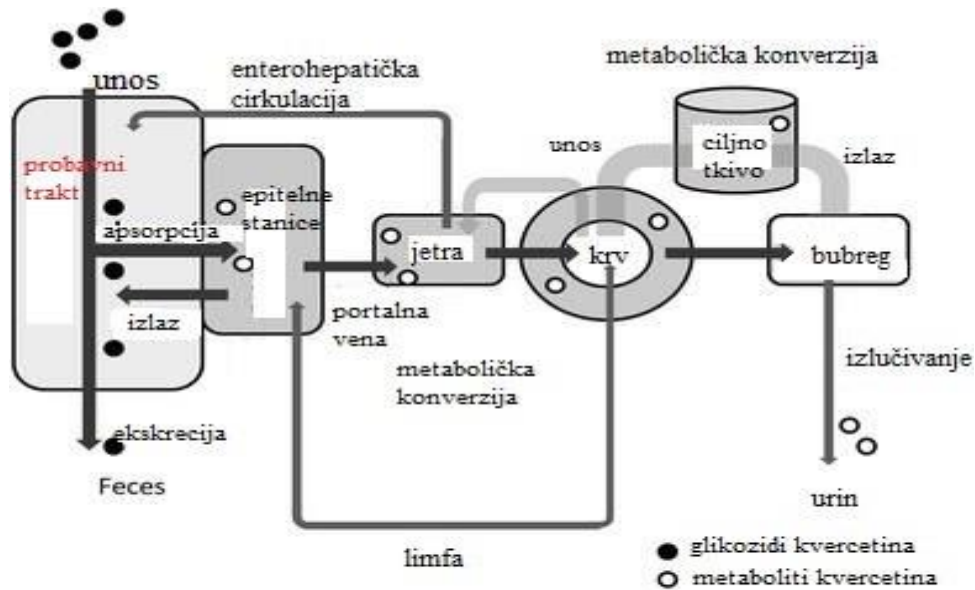 unos
enterohepatička
cirkulacija
metabolička konverzija
probavni
trakt
epitelne
stanice
apsorpcija
izlaz
jetra
portalna
vena
metabolička
konverzija
unos
krv
ciljno
tkivo
izlaz
bubreg
izlučivanje
urin
ekskrecija
Feces
limfa
glikozidi kvercetina
metaboliti kvercetina